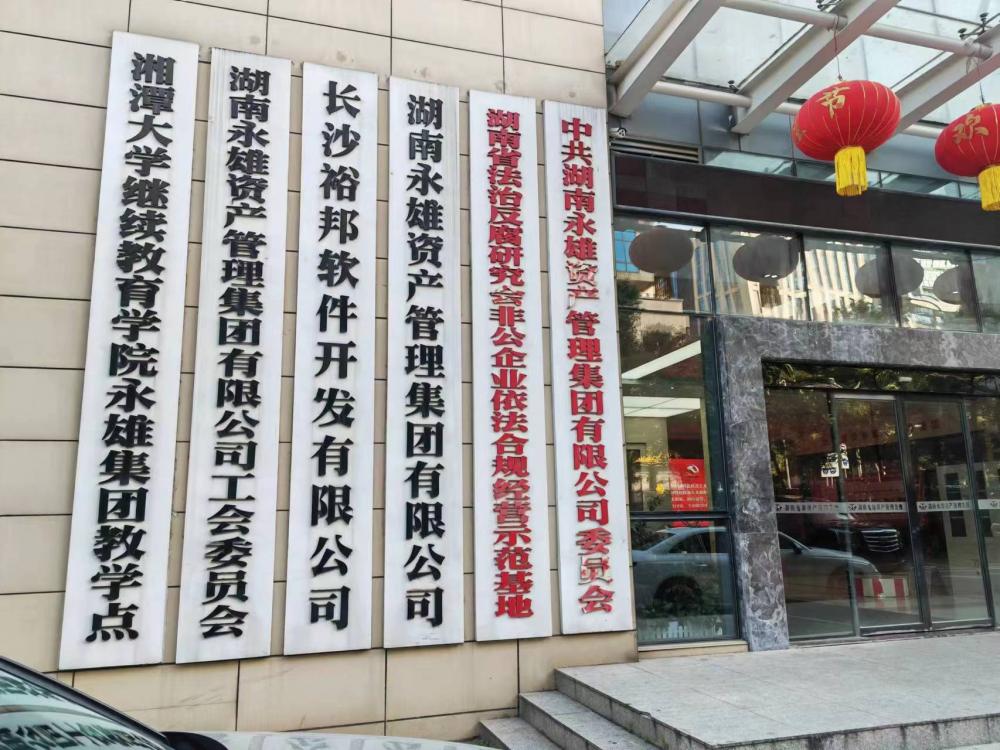 湘潭大学继续教育学院永雄集团教学点
湖南永雄资产管理集团有限公司工会委员会
长沙裕邦软件开发有限公司
湖南永雄资产管理集团有限公司
湖南省法治反腐研究会非公企业依法合规经营示范基地
中共湖南永雄资产管理集团有限公司委员会
节
欢